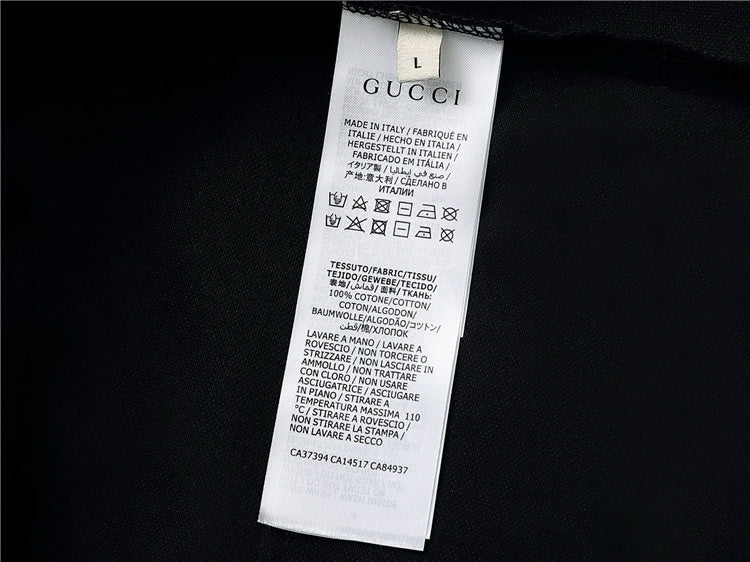 L
GUCCI
MADE IN ITALY / FABRIQUÉ EN
ITALIE / HECHO EN ITALIA /
HERGESTELLT IN ITALIEN /
FABRICADO EM ITÁLIA /
イタリア製 / صنع في إيطاليا /
产地:意大利 / СДЕЛАНО В
ИТАЛИИ
TESSUTO/FABRIC/TISSU/
TEJIDO/GEWEBE/TECIDO/
表地/قماش/面料/ТКАНЬ:
100% COTONE/COTTON/
COTON/ALGODON/
BAUMWOLLE/ALGODÃO/コットン/
قطن/棉/ХЛОПОК
LAVARE A MANO / LAVARE A
ROVESCIO / NON TORCERE O
STRIZZARE / NON LASCIARE IN
AMMOLLO / NON TRATTARE
CON CLORO / NON USARE
ASCIUGATRICE / ASCIUGARE
IN PIANO / STIRARE A
TEMPERATURA MASSIMA 110
°C / STIRARE A ROVESCIO /
NON STIRARE LA STAMPA /
NON LAVARE A SECCO
CA37394 CA14517 CA84937